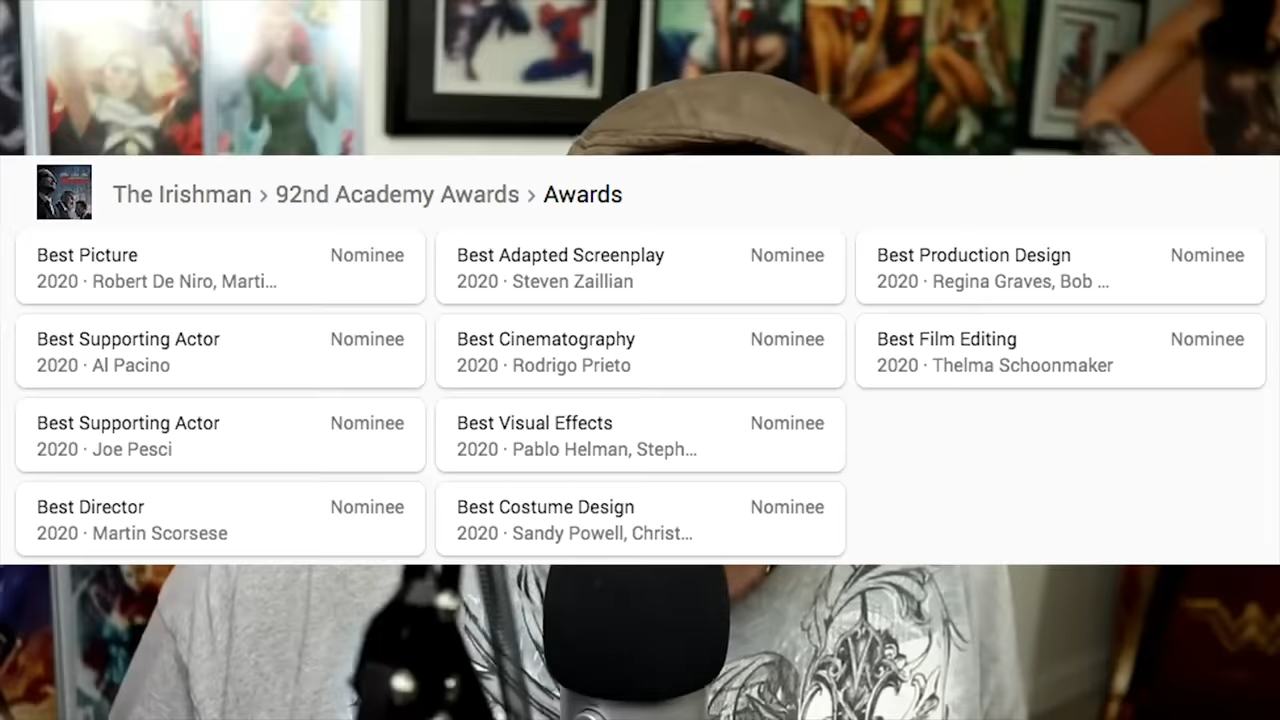 The Irishman › 92nd Academy Awards › Awards
Best Picture Nominee
2020 · Robert De Niro, Marti...
Best Supporting Actor Nominee
2020 · Al Pacino
Best Supporting Actor Nominee
2020 · Joe Pesci
Best Director Nominee
2020 · Martin Scorsese
Best Adapted Screenplay Nominee
2020 · Steven Zaillian
Best Cinematography Nominee
2020 · Rodrigo Prieto
Best Visual Effects Nominee
2020 · Pablo Helman, Steph...
Best Costume Design Nominee
2020 · Sandy Powell, Christ...
Best Production Design Nominee
2020 · Regina Graves, Bob ...
Best Film Editing Nominee
2020 · Thelma Schoonmaker